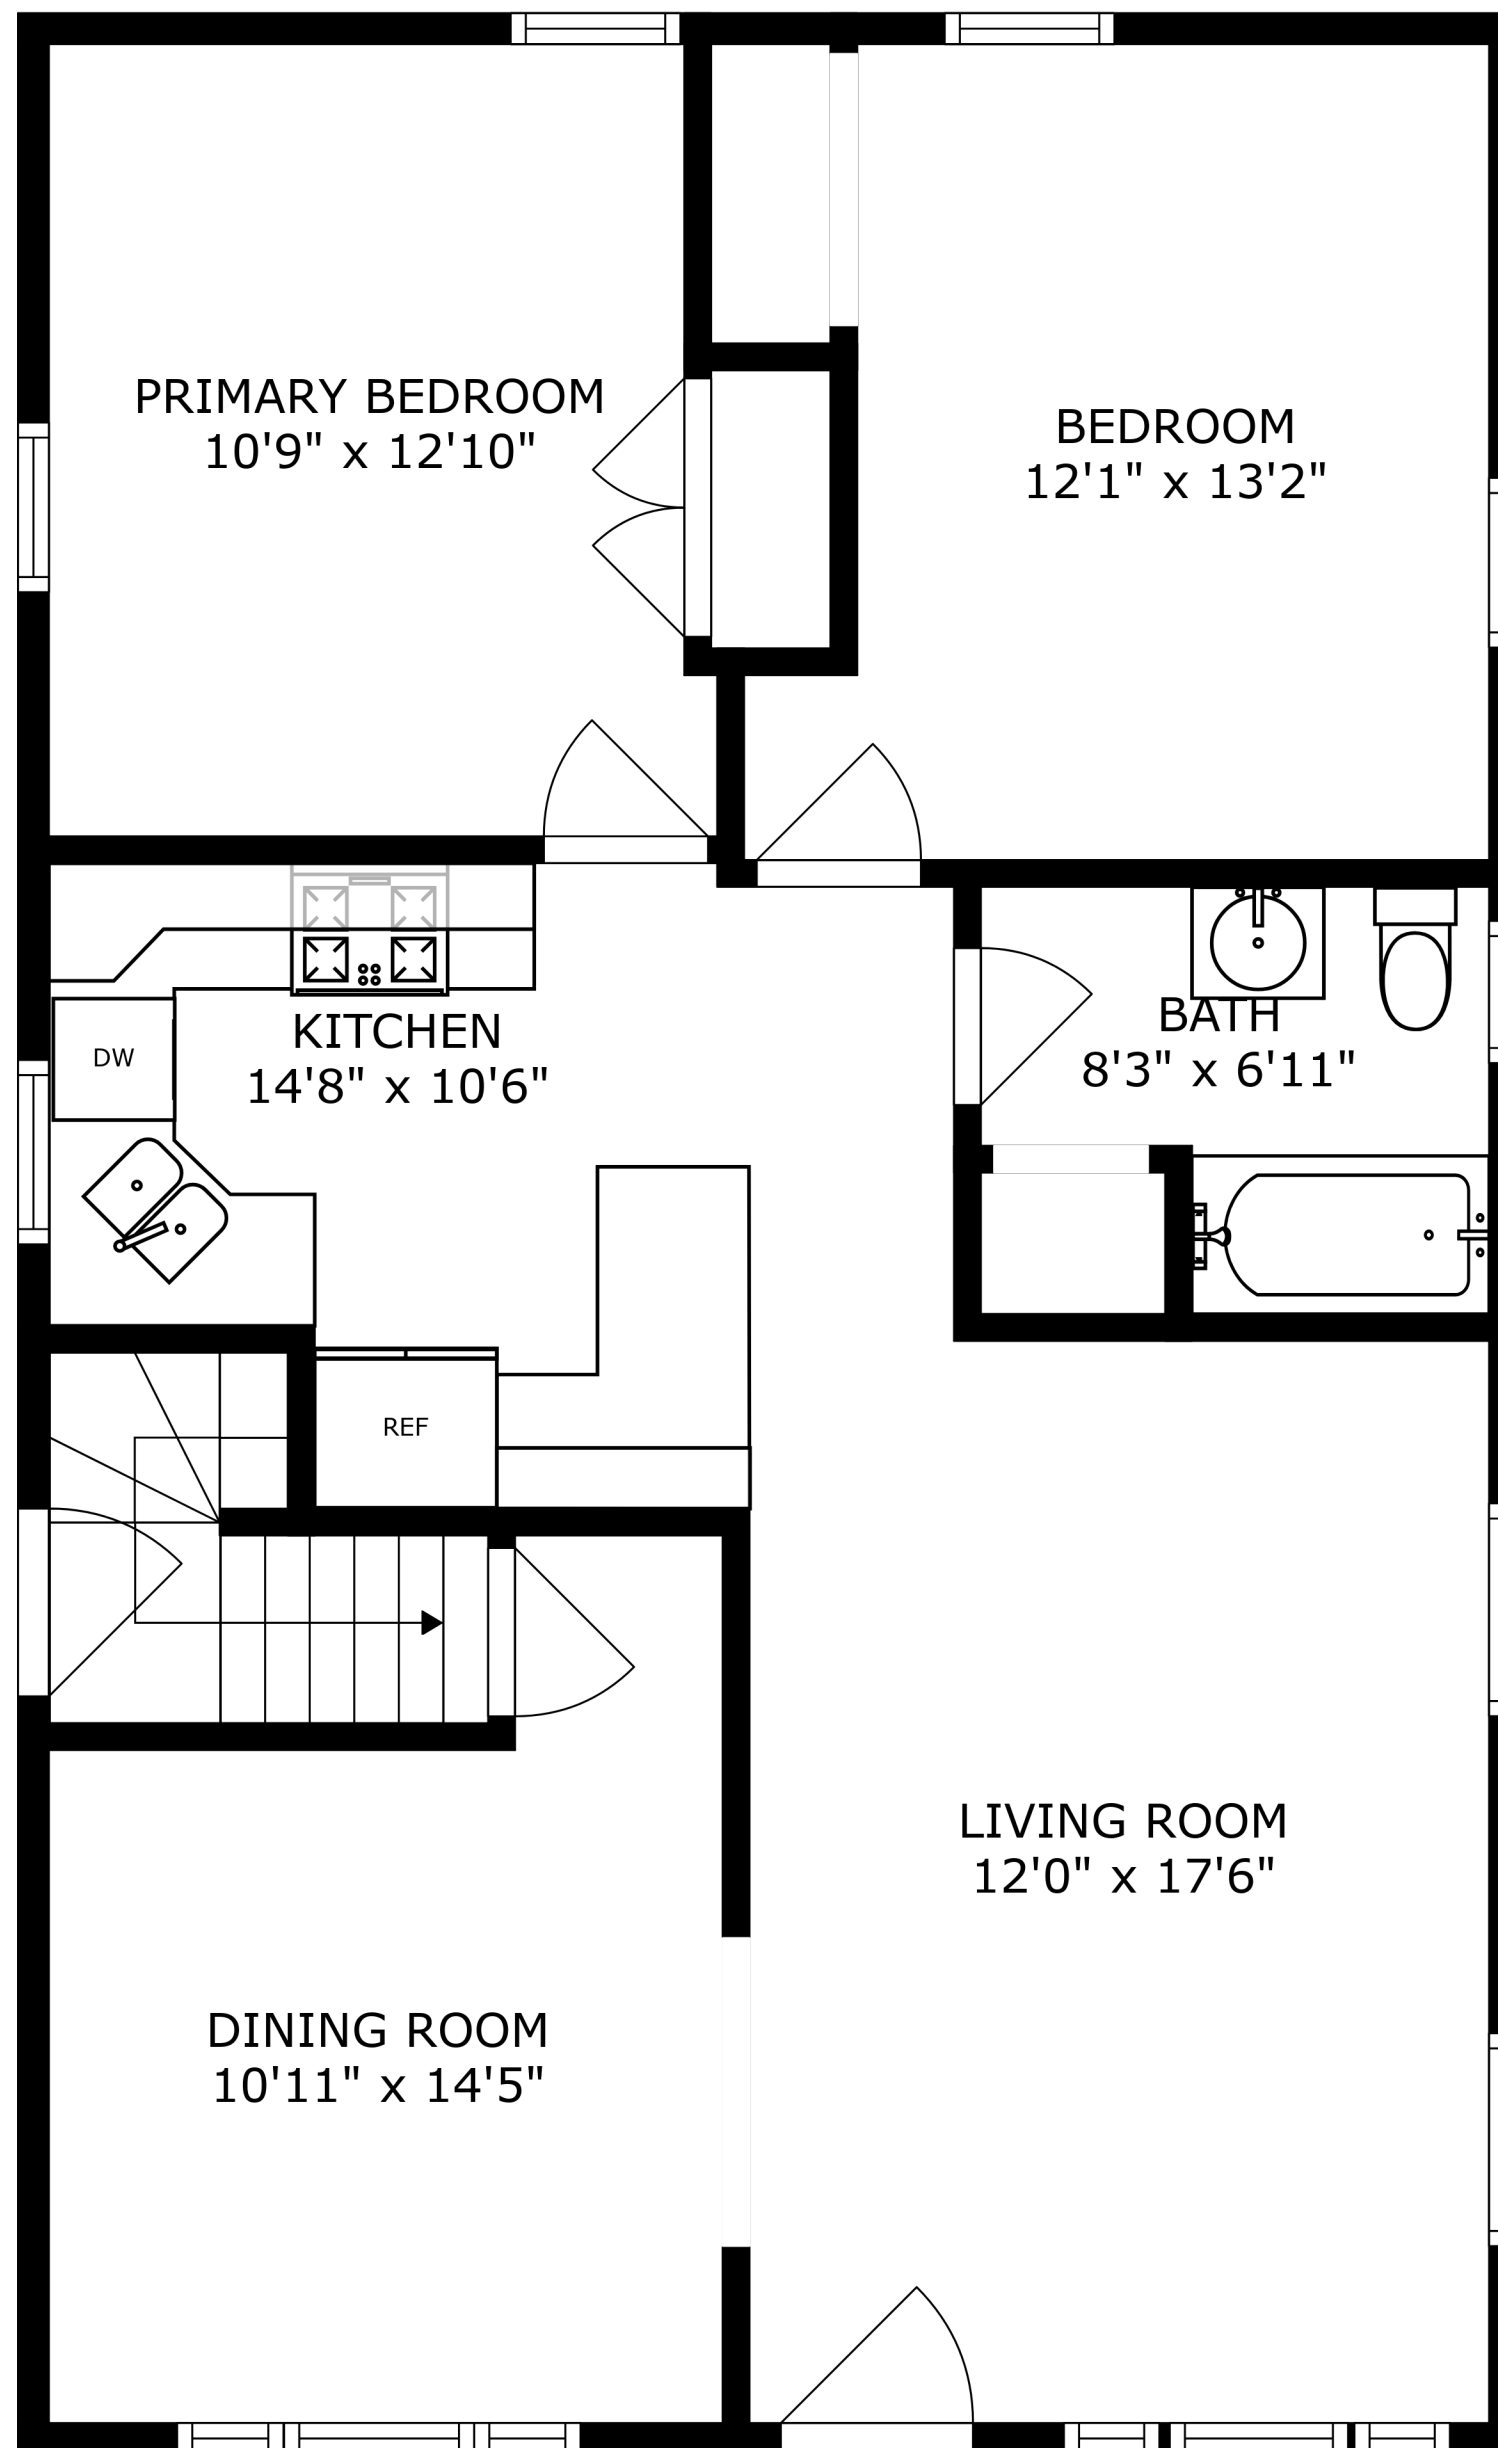 PRIMARY BEDROOM
10'9" x 12'10"
BEDROOM
12'1" x 13'2"
KITCHEN
14'8" x 10'6"
DW
BATH
8'3" x 6'11"
REF
LIVING ROOM
12'0" x 17'6"
DINING ROOM
10'11" x 14'5"